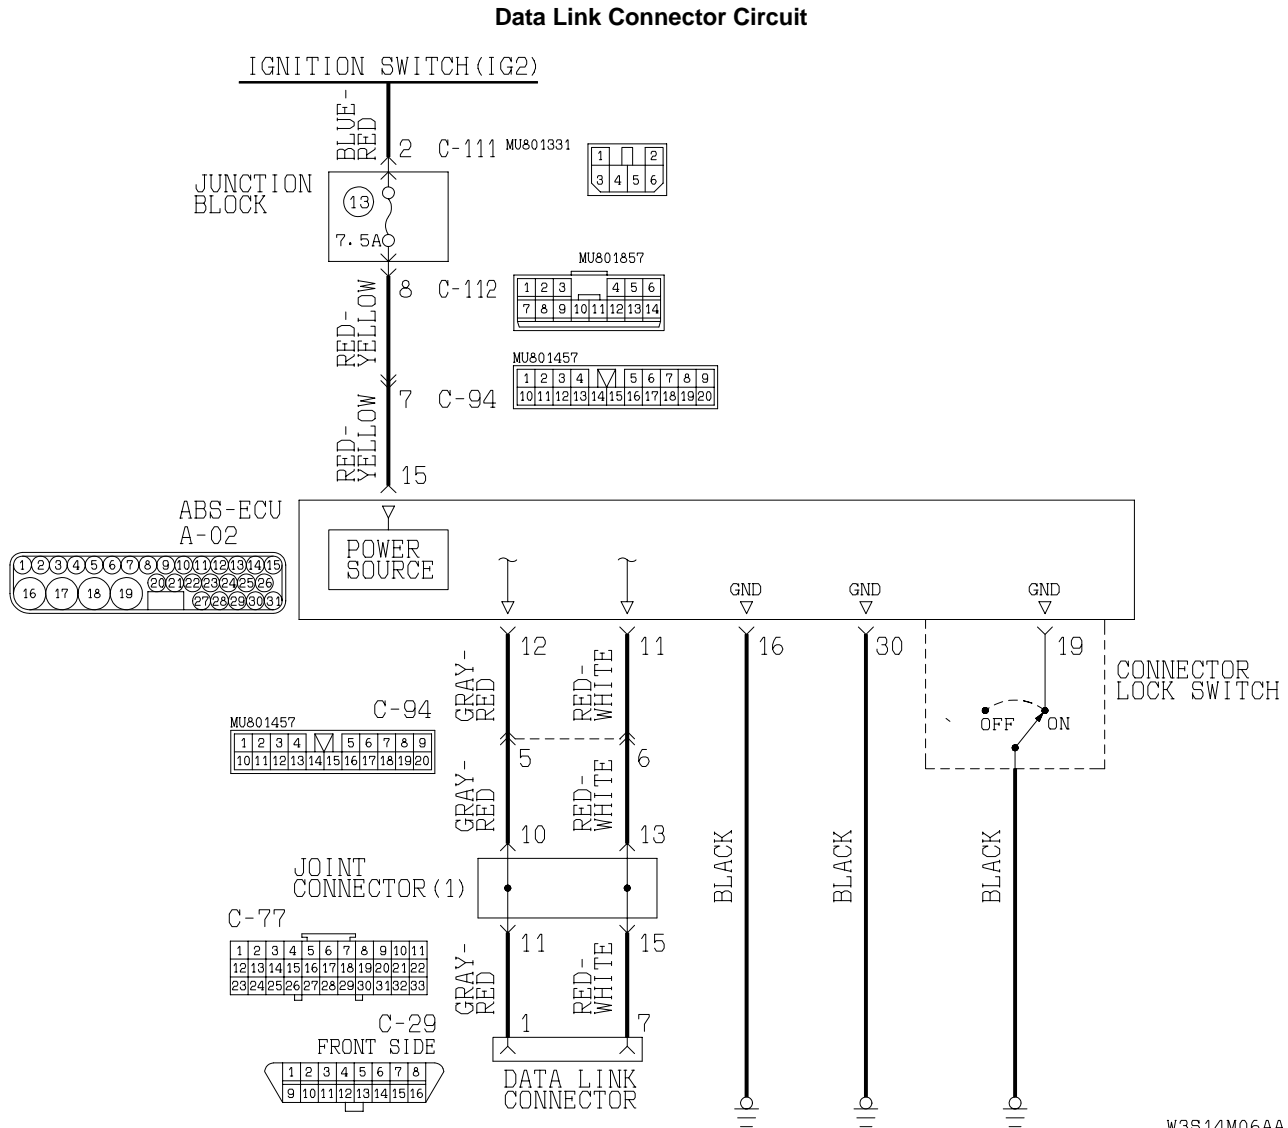 Data Link Connector Circuit
IGNITION SWITCH(IG2)
BLUE-
RED
2 C-111 MU801331
1 2
3 4 5 6
JUNCTION
BLOCK
13
7.5A
8 C-112
MU801857
1 2 3 4 5 6
7 8 9 10 11 12 13 14
RED-
YELLOW
MU801457
1 2 3 4 5 6 7 8 9
10 11 12 13 14 15 16 17 18 19 20
7 C-94
RED-
YELLOW
15
ABS-ECU
A-02
1 2 3 4 5 6 7 8 9 10 11 12 13 14 15
16 17 18 19 20 21 22 23 24 25 26
27 28 29 30 31
POWER
SOURCE
GND GND GND
12 11 16 30 19
GRAY-
RED
RED-
WHITE
CONNECTOR
LOCK SWITCH
OFF ON
C-94
MU801457
1 2 3 4 5 6 7 8 9
10 11 12 13 14 15 16 17 18 19 20
5 6
GRAY-
RED
RED-
WHITE
10 13
BLACK BLACK BLACK
JOINT
CONNECTOR(1)
C-77
1 2 3 4 5 6 7 8 9 10 11
12 13 14 15 16 17 18 19 20 21 22
23 24 25 26 27 28 29 30 31 32 33
11 15
GRAY-
RED
RED-
WHITE
1 7
C-29
FRONT SIDE
1 2 3 4 5 6 7 8
9 10 11 12 13 14 15 16
DATA LINK
CONNECTOR
W3S14M06AA